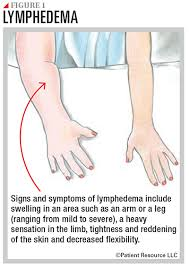 FIGURE 1
LYMPHEDEMA
Signs and symptoms of lymphedema include
swelling in an area such as an arm or a leg
(ranging from mild to severe), a heavy
sensation in the limb, tightness and reddening
of the skin and decreased flexibility.
©Patient Resource LLC